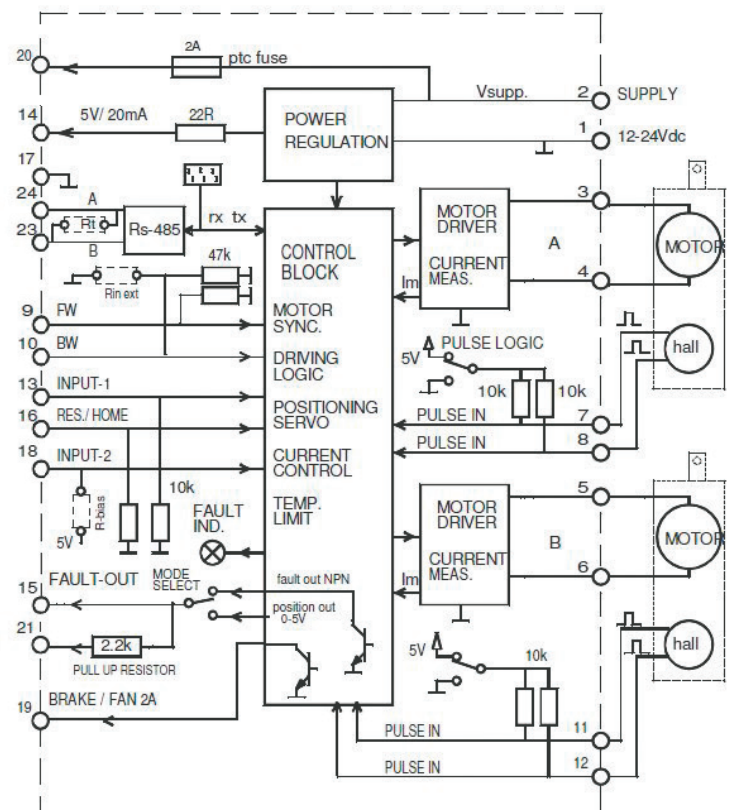 20
2A
ptc fuse
Vsupp.
2
SUPPLY
14
5V/ 20mA
22R
POWER
REGULATION
1
12-24Vdc
17
24
A
Rt
23
B
Rs-485
rx tx
3
MOTOR
DRIVER
CURRENT
MEAS.
A
MOTOR
4
Im
CONTROL
BLOCK
47k
Rin ext
9
FW
MOTOR
SYNC.
10
BW
DRIVING
LOGIC
5V
PULSE LOGIC
hall
10k
10k
13
INPUT-1
POSITIONING
SERVO
PULSE IN
7
16
RES./ HOME
PULSE IN
8
18
INPUT-2
CURRENT
CONTROL
R-bias
5V
10k
TEMP.
LIMIT
FAULT
IND.
5
MOTOR
DRIVER
CURRENT
MEAS.
B
MOTOR
6
Im
15
FAULT-OUT
MODE
SELECT
fault out NPN
position out
0-5V
21
2.2k
PULL UP RESISTOR
5V
10k
hall
19
BRAKE / FAN 2A
PULSE IN
11
PULSE IN
12